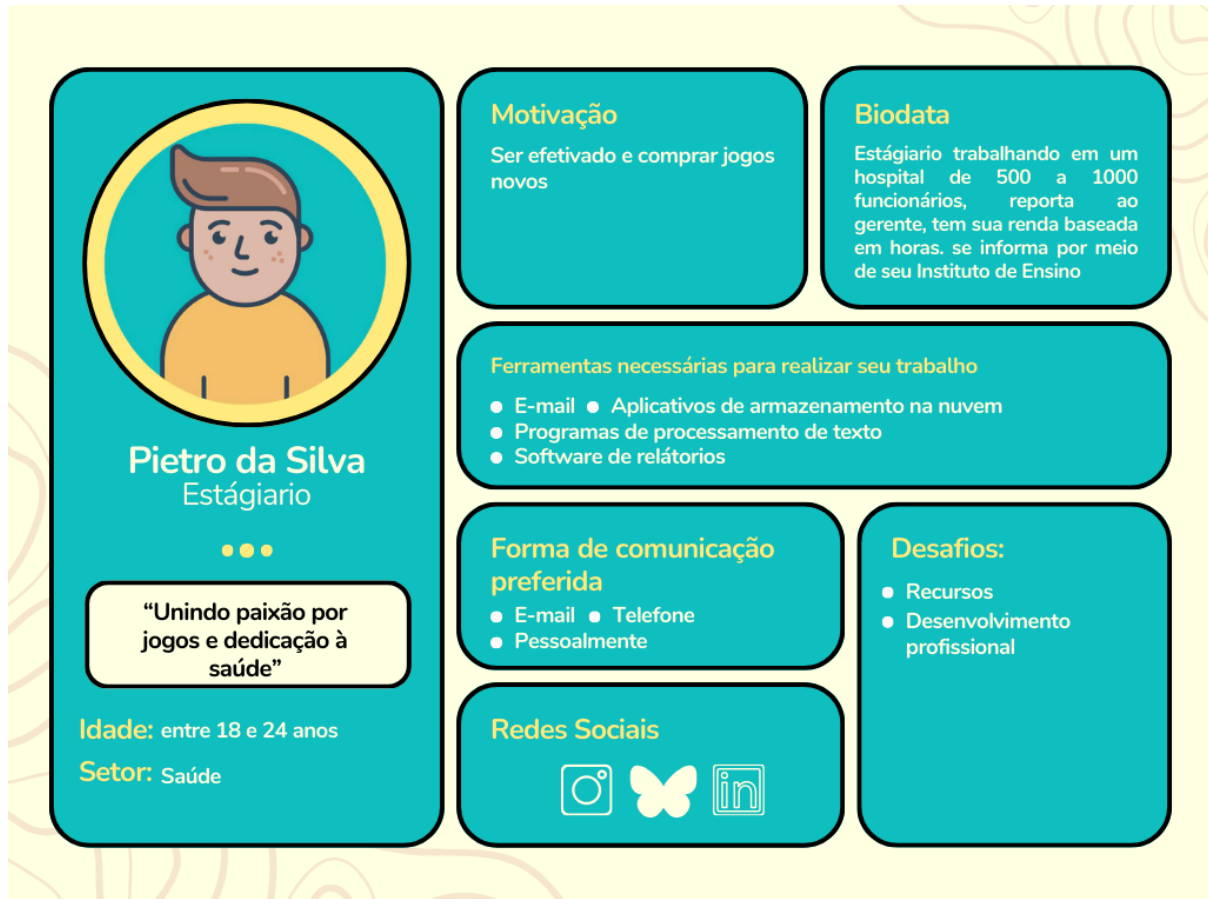 Pietro da Silva
Estágiario
“Unindo paixão por
jogos e dedicação à
saúde”
Idade: entre 18 e 24 anos
Setor: Saúde
Motivação
Ser efetivado e comprar jogos
novos
Biodata
Estágiario trabalhando em um
hospital de 500 a 1000
funcionários, reporta ao
gerente, tem sua renda baseada
em horas. se informa por meio
de seu Instituto de Ensino
Ferramentas necessárias para realizar seu trabalho
● E-mail ● Aplicativos de armazenamento na nuvem
● Programas de processamento de texto
● Software de relátorios
Forma de comunicação
preferida
● E-mail ● Telefone
● Pessoalmente
Desafios:
● Recursos
● Desenvolvimento
profissional
Redes Sociais
in